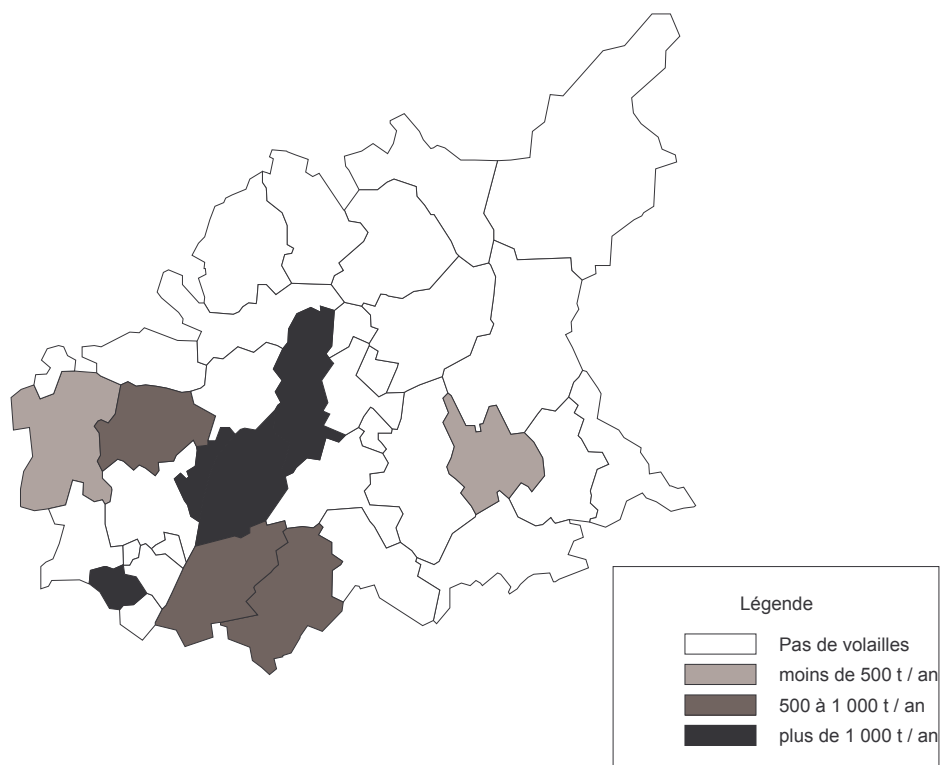 Légende
Pas de volailles
moins de 500 t / an
500 à 1 000 t / an
plus de 1 000 t / an